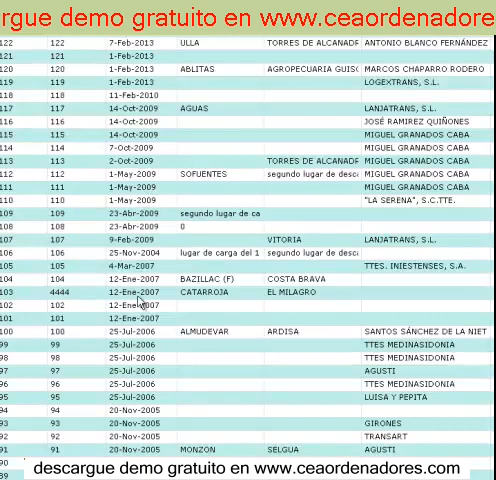 argue demo gratuito en www.ceaordenadore
122 122 7-Feb-2013 ULLA TORRES DE ALCANADR ANTONIO BLANCO FERNÁNDEZ
121 121 1-Feb-2013
120 120 1-Feb-2013 ABLITAS AGROPECUARIA GUISO MARCOS CHAPARRO RODERO
119 119 1-Feb-2013 LOGEXTRANS, S.L.
118 118 11-Feb-2010
117 117 14-Oct-2009 AGUAS LANJATRANS, S.L.
116 116 14-Oct-2009 JOSÉ RAMIREZ QUIÑONES
115 115 14-Oct-2009 MIGUEL GRANADOS CABA
114 114 7-Oct-2009 MIGUEL GRANADOS CABA
113 113 2-Oct-2009 TORRES DE ALCANADR MIGUEL GRANADOS CABA
112 112 1-May-2009 SOFUENTES segundo lugar de desca MIGUEL GRANADOS CABA
111 111 1-May-2009 MIGUEL GRANADOS CABA
110 110 1-May-2009 "LA SERENA", S.C.TTE.
109 109 23-Abr-2009 segundo lugar de ca
108 108 23-Abr-2009 0
107 107 9-Feb-2009 VITORIA LANJATRANS, S.L.
106 106 25-Nov-2004 lugar de carga del 1 segundo lugar de desca
105 105 4-Mar-2007 TTES. INIESTENSES, S.A.
104 104 12-Ene-2007 BAZILLAC (F) COSTA BRAVA
103 4444 12-Ene-2007 CATARROJA EL MILAGRO
102 102 12-Ene-2007
101 101 12-Ene-2007
100 100 25-Jul-2006 ALMUDEVAR ARDISA SANTOS SÁNCHEZ DE LA NIET
99 99 25-Jul-2006 TTES MEDINASIDONIA
98 98 25-Jul-2006 TTES MEDINASIDONIA
97 97 25-Jul-2006 AGUSTI
96 96 25-Jul-2006 TTES MEDINASIDONIA
95 95 25-Jul-2006 LUISA Y PEPITA
94 94 20-Nov-2005
93 93 20-Nov-2005 GIRONES
92 92 20-Nov-2005 TRANSART
91 91 20-Nov-2005 MONZON SELGUA AGUSTI
90
89
descargue demo gratuito en www.ceaordenadores.com